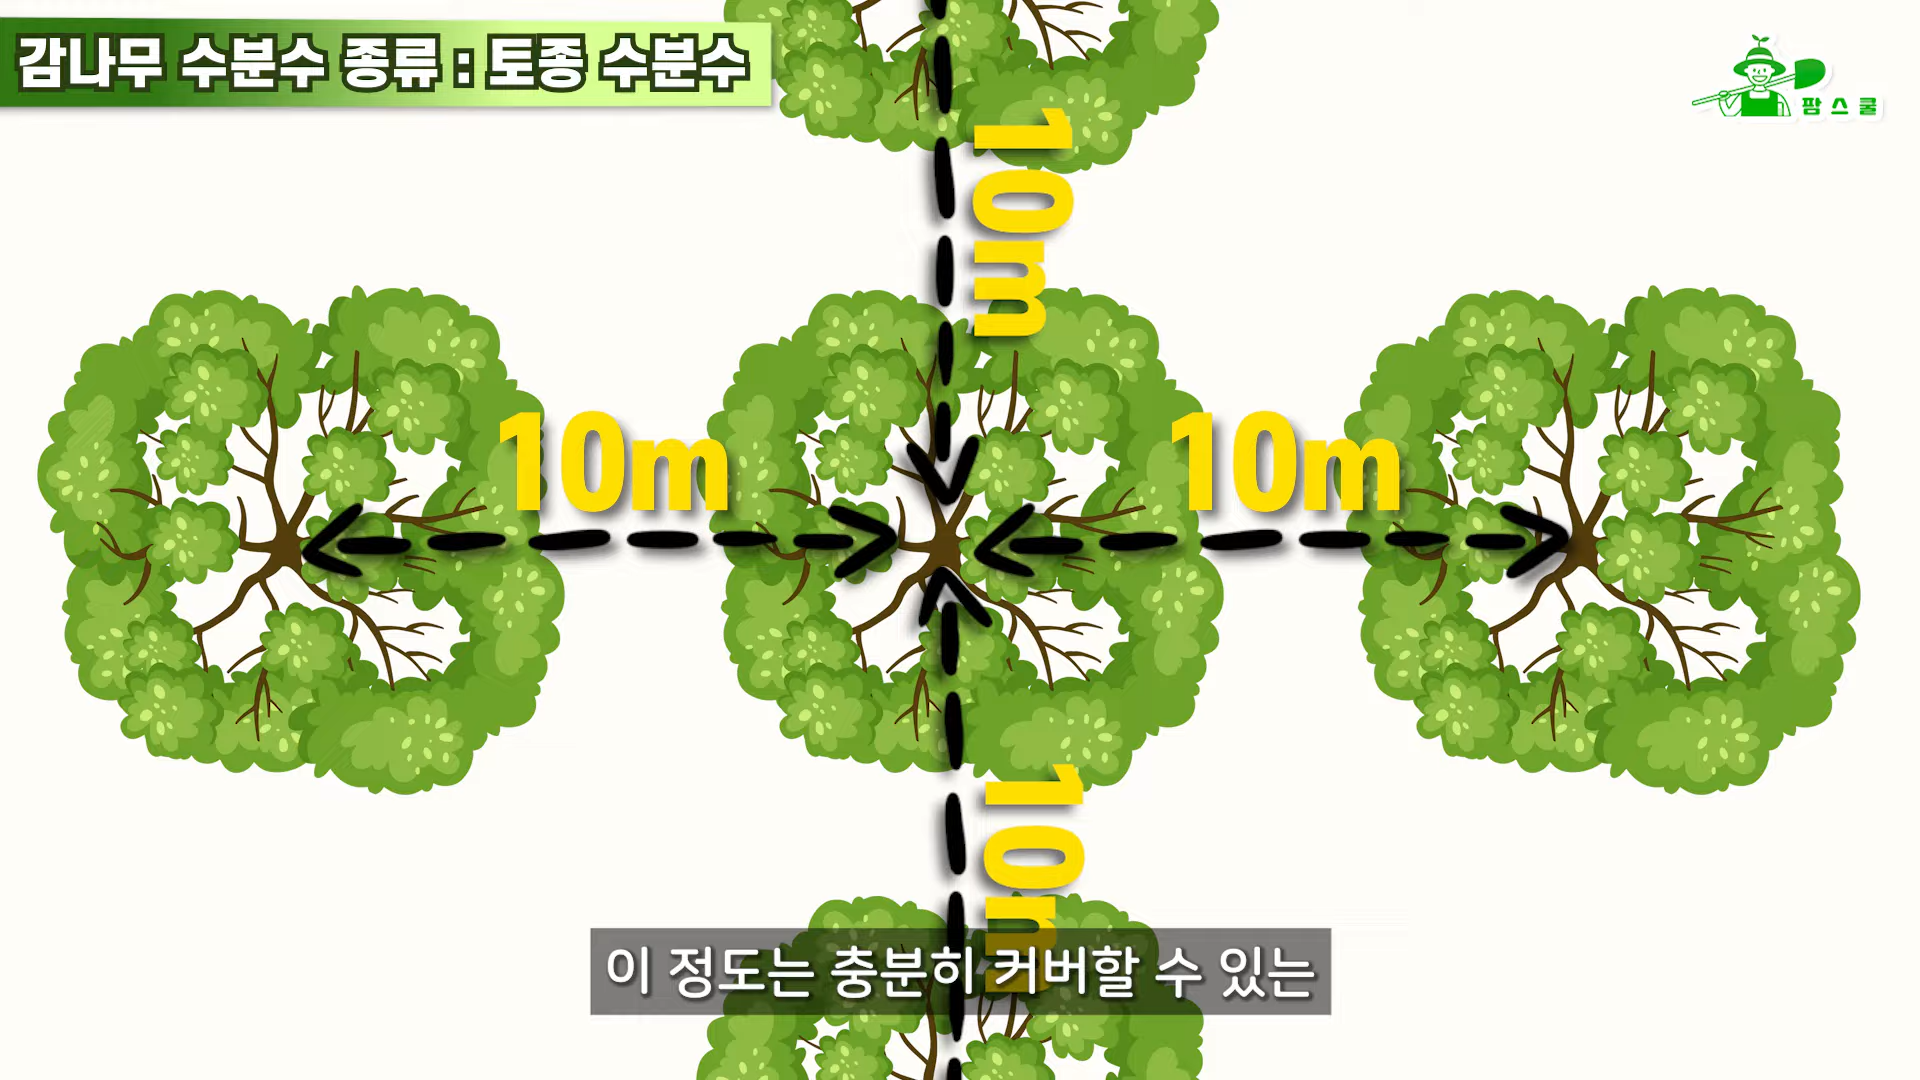 감나무 수분수 종류 : 토종 수분수
팜스쿨
10m
10m
10m
10m
이 정도는 충분히 커버할 수 있는